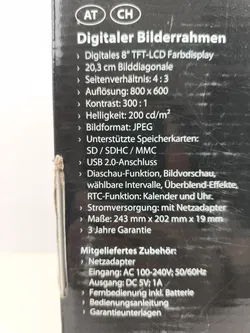 AT CH
Digitaler Bilderrahmen
› Digitales 8" TFT-LCD Farbdisplay
› 20,3 cm Bilddiagonale
› Seitenverhältnis: 4 : 3
› Auflösung: 800 x 600
› Kontrast: 300 : 1
› Helligkeit: 200 cd/m²
› Bildformat: JPEG
› Unterstützte Speicherkarten:
SD / SDHC / MMC
› USB 2.0-Anschluss
› Diaschau-Funktion, Bildvorschau,
wählbare Intervalle, Überblend-Effekte,
RTC-Funktion: Kalender und Uhr.
› Stromversorgung: mit Netzadapter
› Maße: 243 mm x 202 mm x 19 mm
› 3 Jahre Garantie
Mitgeliefertes Zubehör:
› Netzadapter
Eingang: AC 100-240V; 50/60Hz
Ausgang: DC 5V; 1A
› Fernbedienung inkl. Batterie
› Bedienungsanleitung
› Garantieunterlagen